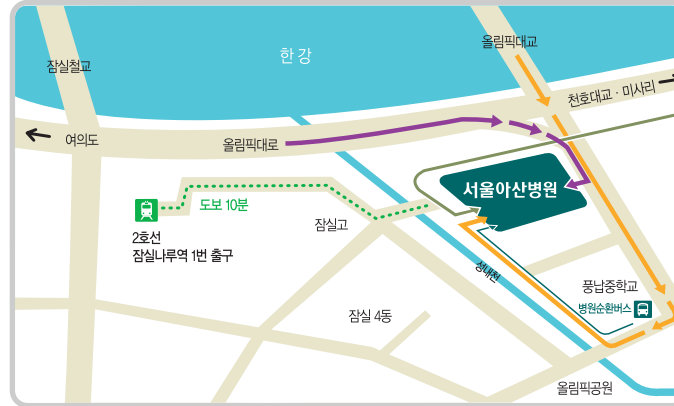 한강
올림픽대교
잠실철교
천호대교 · 미사리
여의도
올림픽대로
서울아산병원
도보 10분
잠실고
2호선
잠실나루역 1번 출구
성내천
풍납중학교
병원순환버스
잠실 4동
올림픽공원